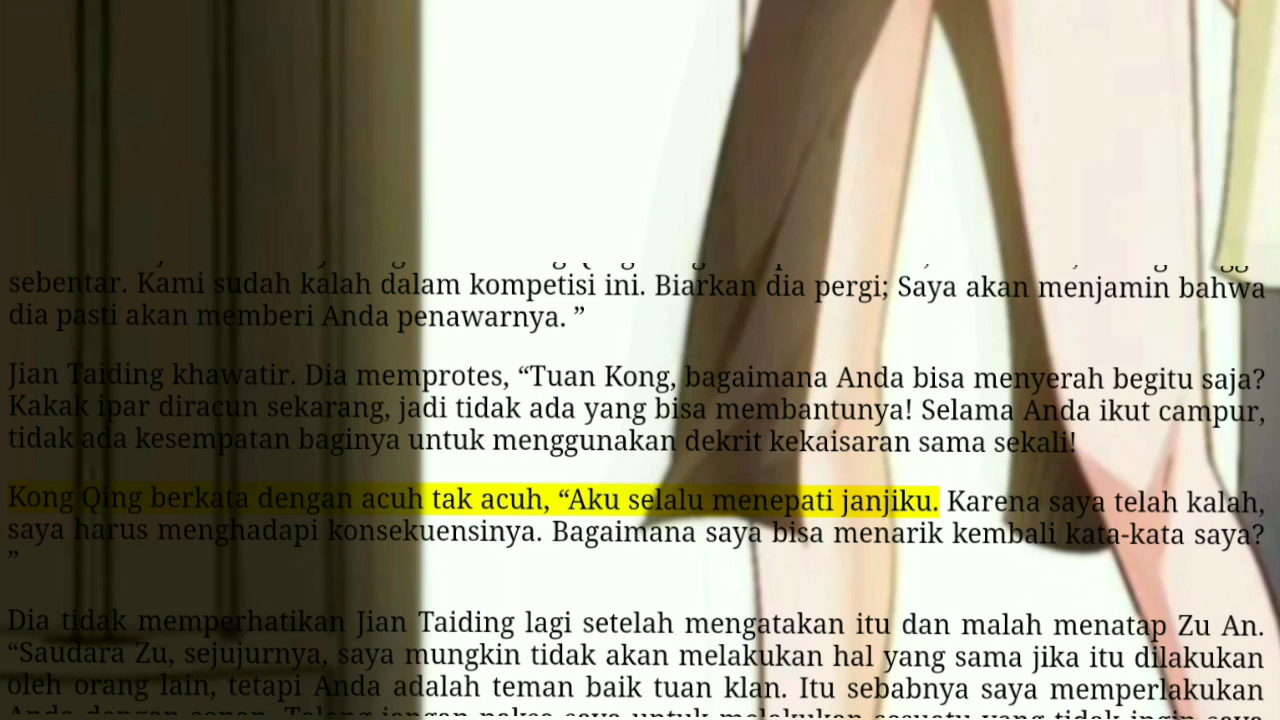 sebentar. Kami sudah kalah dalam kompetisi ini. Biarkan dia pergi; Saya akan menjamin bahwa
dia pasti akan memberi Anda penawarnya. ”
Jian Taiding khawatir. Dia memprotes, “Tuan Kong, bagaimana Anda bisa menyerah begitu saja?
Kakak ipar diracun sekarang, jadi tidak ada yang bisa membantunya! Selama Anda ikut campur,
tidak ada kesempatan baginya untuk menggunakan dekrit kekaisaran sama sekali!
Kong Qing berkata dengan acuh tak acuh, “Aku selalu menepati janjiku. Karena saya telah kalah,
saya harus menghadapi konsekuensinya. Bagaimana saya bisa menarik kembali kata-kata saya?
”
Dia tidak memperhatikan Jian Taiding lagi setelah mengatakan itu dan malah menatap Zu An.
“Saudara Zu, sejujurnya, saya mungkin tidak akan melakukan hal yang sama jika itu dilakukan
oleh orang lain, tetapi Anda adalah teman baik tuan klan. Itu sebabnya saya memperlakukan